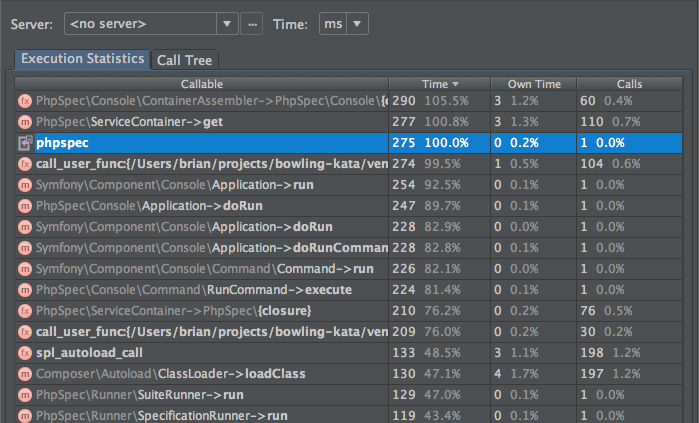 Server: <no server> ... Time: ms
Execution Statistics Call Tree
Callable Time Own Time Calls
fx PhpSpec\Console\ContainerAssembler->PhpSpec\Console\{c 290 105.5% 3 1.2% 60 0.4%
m PhpSpec\ServiceContainer->get 277 100.8% 3 1.3% 110 0.7%
phpspec 275 100.0% 0 0.2% 1 0.0%
fx call_user_func:{/Users/brian/projects/bowling-kata/ven 274 99.5% 1 0.5% 104 0.6%
m Symfony\Component\Console\Application->run 254 92.5% 0 0.1% 1 0.0%
m PhpSpec\Console\Application->doRun 247 89.7% 0 0.1% 1 0.0%
m Symfony\Component\Console\Application->doRun 228 82.9% 0 0.0% 1 0.0%
m Symfony\Component\Console\Application->doRunComman 228 82.8% 0 0.1% 1 0.0%
m Symfony\Component\Console\Command\Command->run 226 82.1% 0 0.0% 1 0.0%
m PhpSpec\Console\Command\RunCommand->execute 224 81.4% 0 0.1% 1 0.0%
fx PhpSpec\ServiceContainer->PhpSpec\{closure} 210 76.2% 0 0.2% 76 0.5%
fx call_user_func:{/Users/brian/projects/bowling-kata/ven 209 76.0% 0 0.2% 30 0.2%
fx spl_autoload_call 133 48.5% 3 1.1% 198 1.2%
m Composer\Autoload\ClassLoader->loadClass 130 47.1% 4 1.7% 197 1.2%
m PhpSpec\Runner\SuiteRunner->run 129 47.0% 0 0.1% 1 0.0%
m PhpSpec\Runner\SpecificationRunner->run 119 43.4% 0 0.1% 1 0.0%